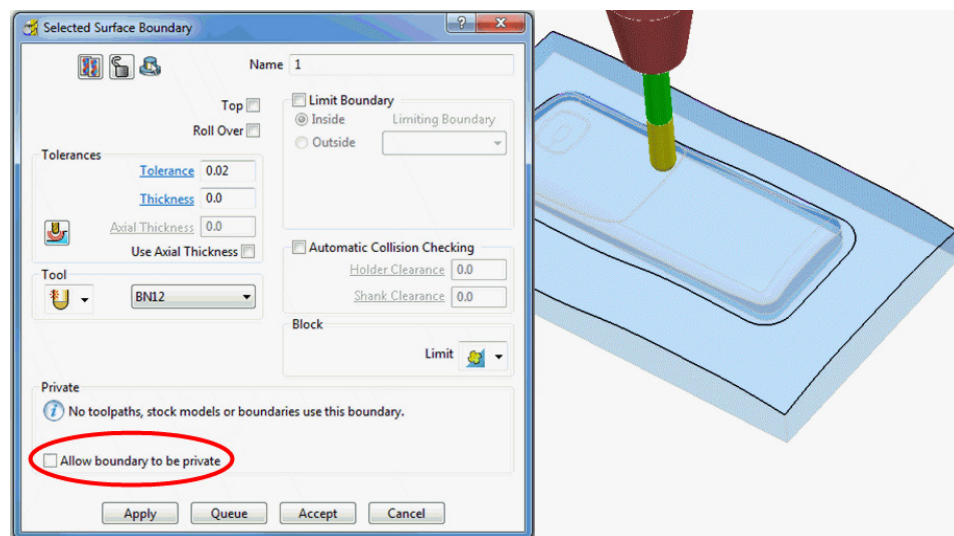 Selected Surface Boundary
Name 1
Top
Roll Over
Limit Boundary
Inside Limiting Boundary
Outside
Tolerances
Tolerance 0.02
Thickness 0.0
Axial Thickness 0.0
Use Axial Thickness
Automatic Collision Checking
Holder Clearance 0.0
Shank Clearance 0.0
Tool
BN12
Block
Limit
Private
No toolpaths, stock models or boundaries use this boundary.
Allow boundary to be private
Apply Queue Accept Cancel